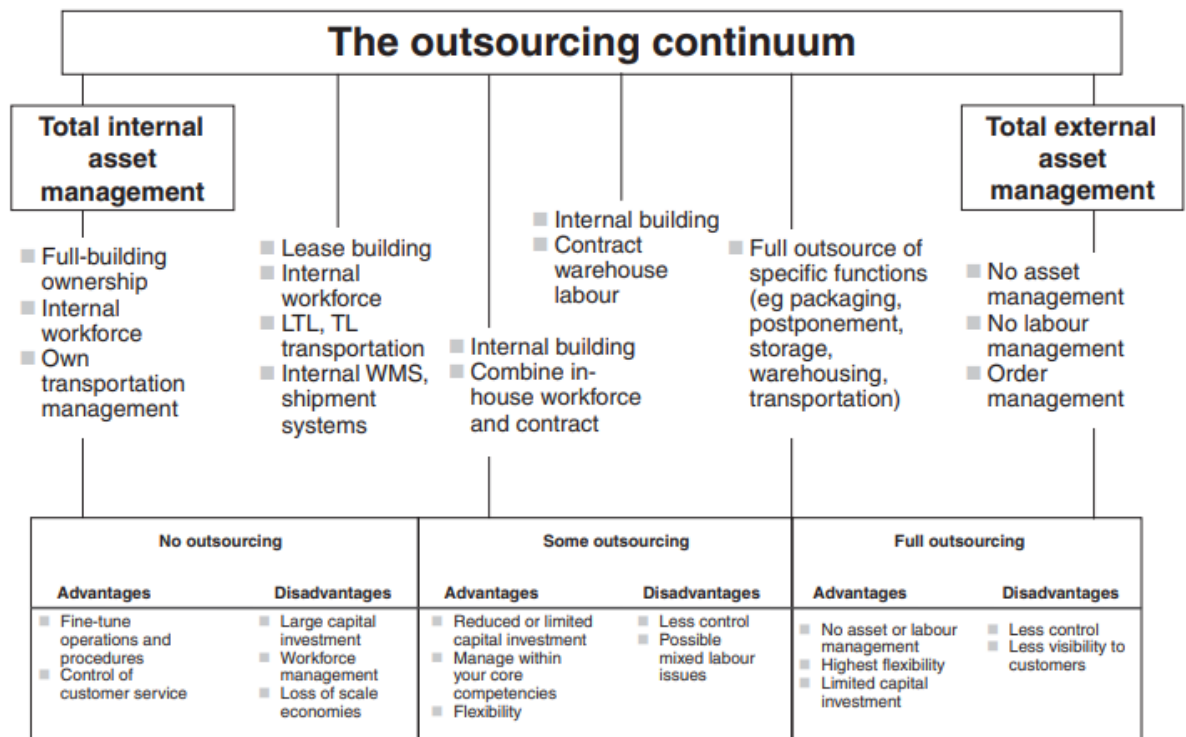 The outsourcing continuum
Total internal
asset
management
Full-building
ownership
Internal
workforce
Own
transportation
management
Lease building
Internal
workforce
LTL, TL
transportation
Internal WMS,
shipment
systems
Internal building
Combine in-
house workforce
and contract
Internal building
Contract
warehouse
labour
Full outsource of
specific functions
(eg packaging,
postponement,
storage,
warehousing,
transportation)
Total external
asset
management
No asset
management
No labour
management
Order
management
No outsourcing
Advantages
Fine-tune
operations and
procedures
Control of
customer service
Disadvantages
Large capital
investment
Workforce
management
Loss of scale
economies
Some outsourcing
Advantages
Reduced or limited
capital investment
Manage within
your core
competencies
Flexibility
Disadvantages
Less control
Possible
mixed labour
issues
Full outsourcing
Advantages
No asset or labour
management
Highest flexibility
Limited capital
investment
Disadvantages
Less control
Less visibility to
customers